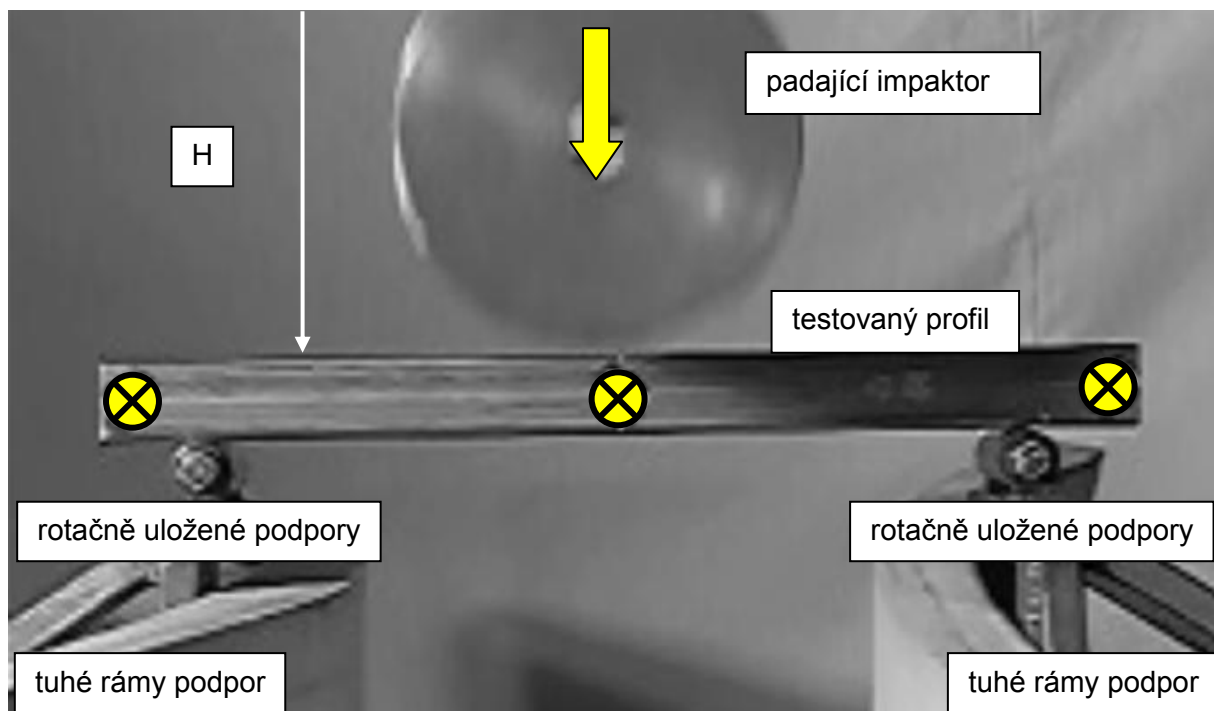 padající impaktor
H
testovaný profil
rotačně uložené podpory
rotačně uložené podpory
tuhé rámy podpor
tuhé rámy podpor